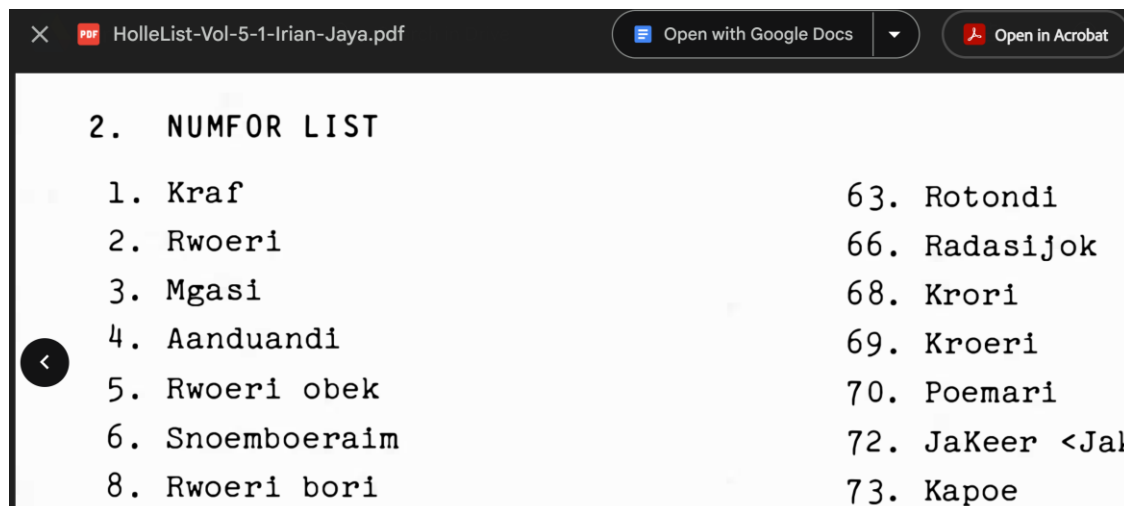 HolleList-Vol-5-1-Irian-Jaya.pdf
Open with Google Docs
Open in Acrobat
2. NUMFOR LIST
1. Kraf
2. Rwoeri
3. Mgasi
4. Aanduandi
5. Rwoeri obek
6. Snoemboeraim
8. Rwoeri bori
63. Rotondi
66. Radasijok
68. Krori
69. Kroeri
70. Poemari
72. JaKeer
73. Kapoe